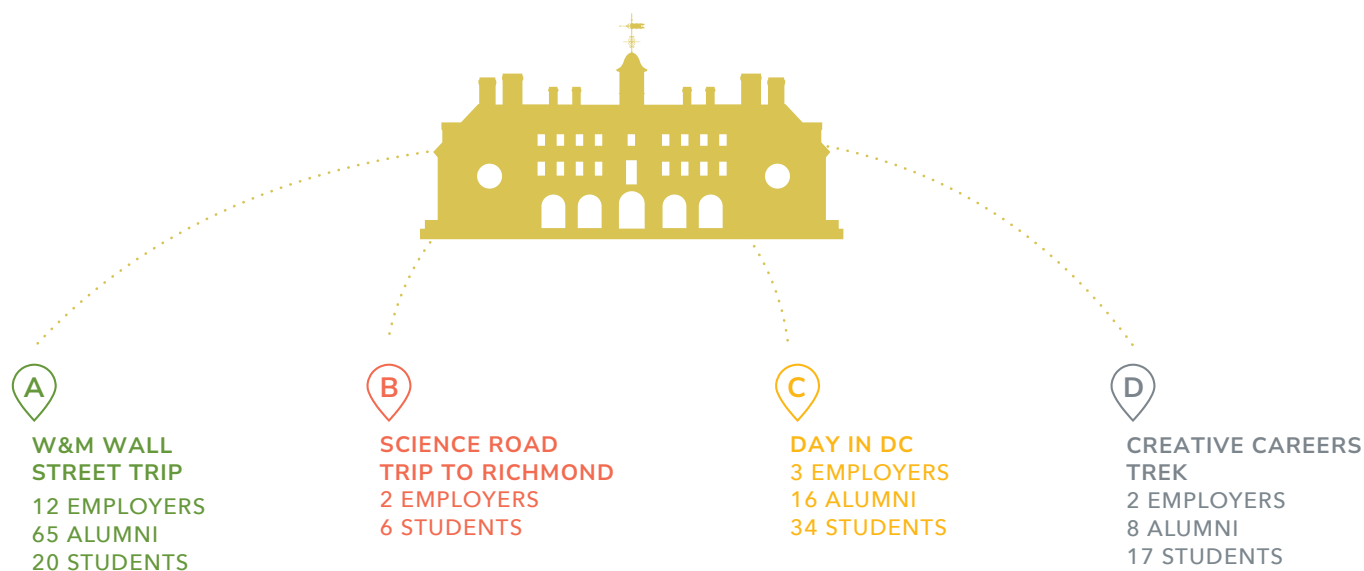 A
W&M WALL
STREET TRIP
12 EMPLOYERS
65 ALUMNI
20 STUDENTS
B
SCIENCE ROAD
TRIP TO RICHMOND
2 EMPLOYERS
6 STUDENTS
C
DAY IN DC
3 EMPLOYERS
16 ALUMNI
34 STUDENTS
D
CREATIVE CAREERS
TREK
2 EMPLOYERS
8 ALUMNI
17 STUDENTS